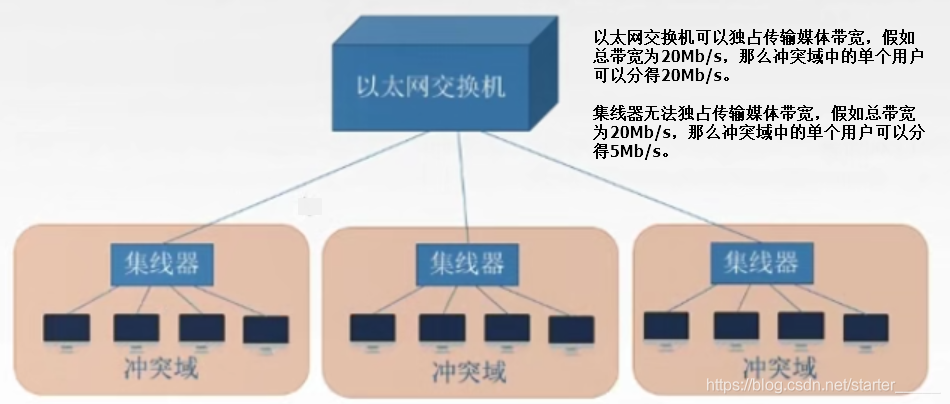 以太网交换机可以独占传输媒体带宽，假如
总带宽为20Mb/s，那么冲突域中的单个用户
可以分得20Mb/s。
集线器无法独占传输媒体带宽，假如总带宽
为20Mb/s，那么冲突域中的单个用户可以分
得5Mb/s。
以太网交换机
集线器
集线器
集线器
冲突域
冲突域
冲突域
https://blog.csdn.net/starter_____